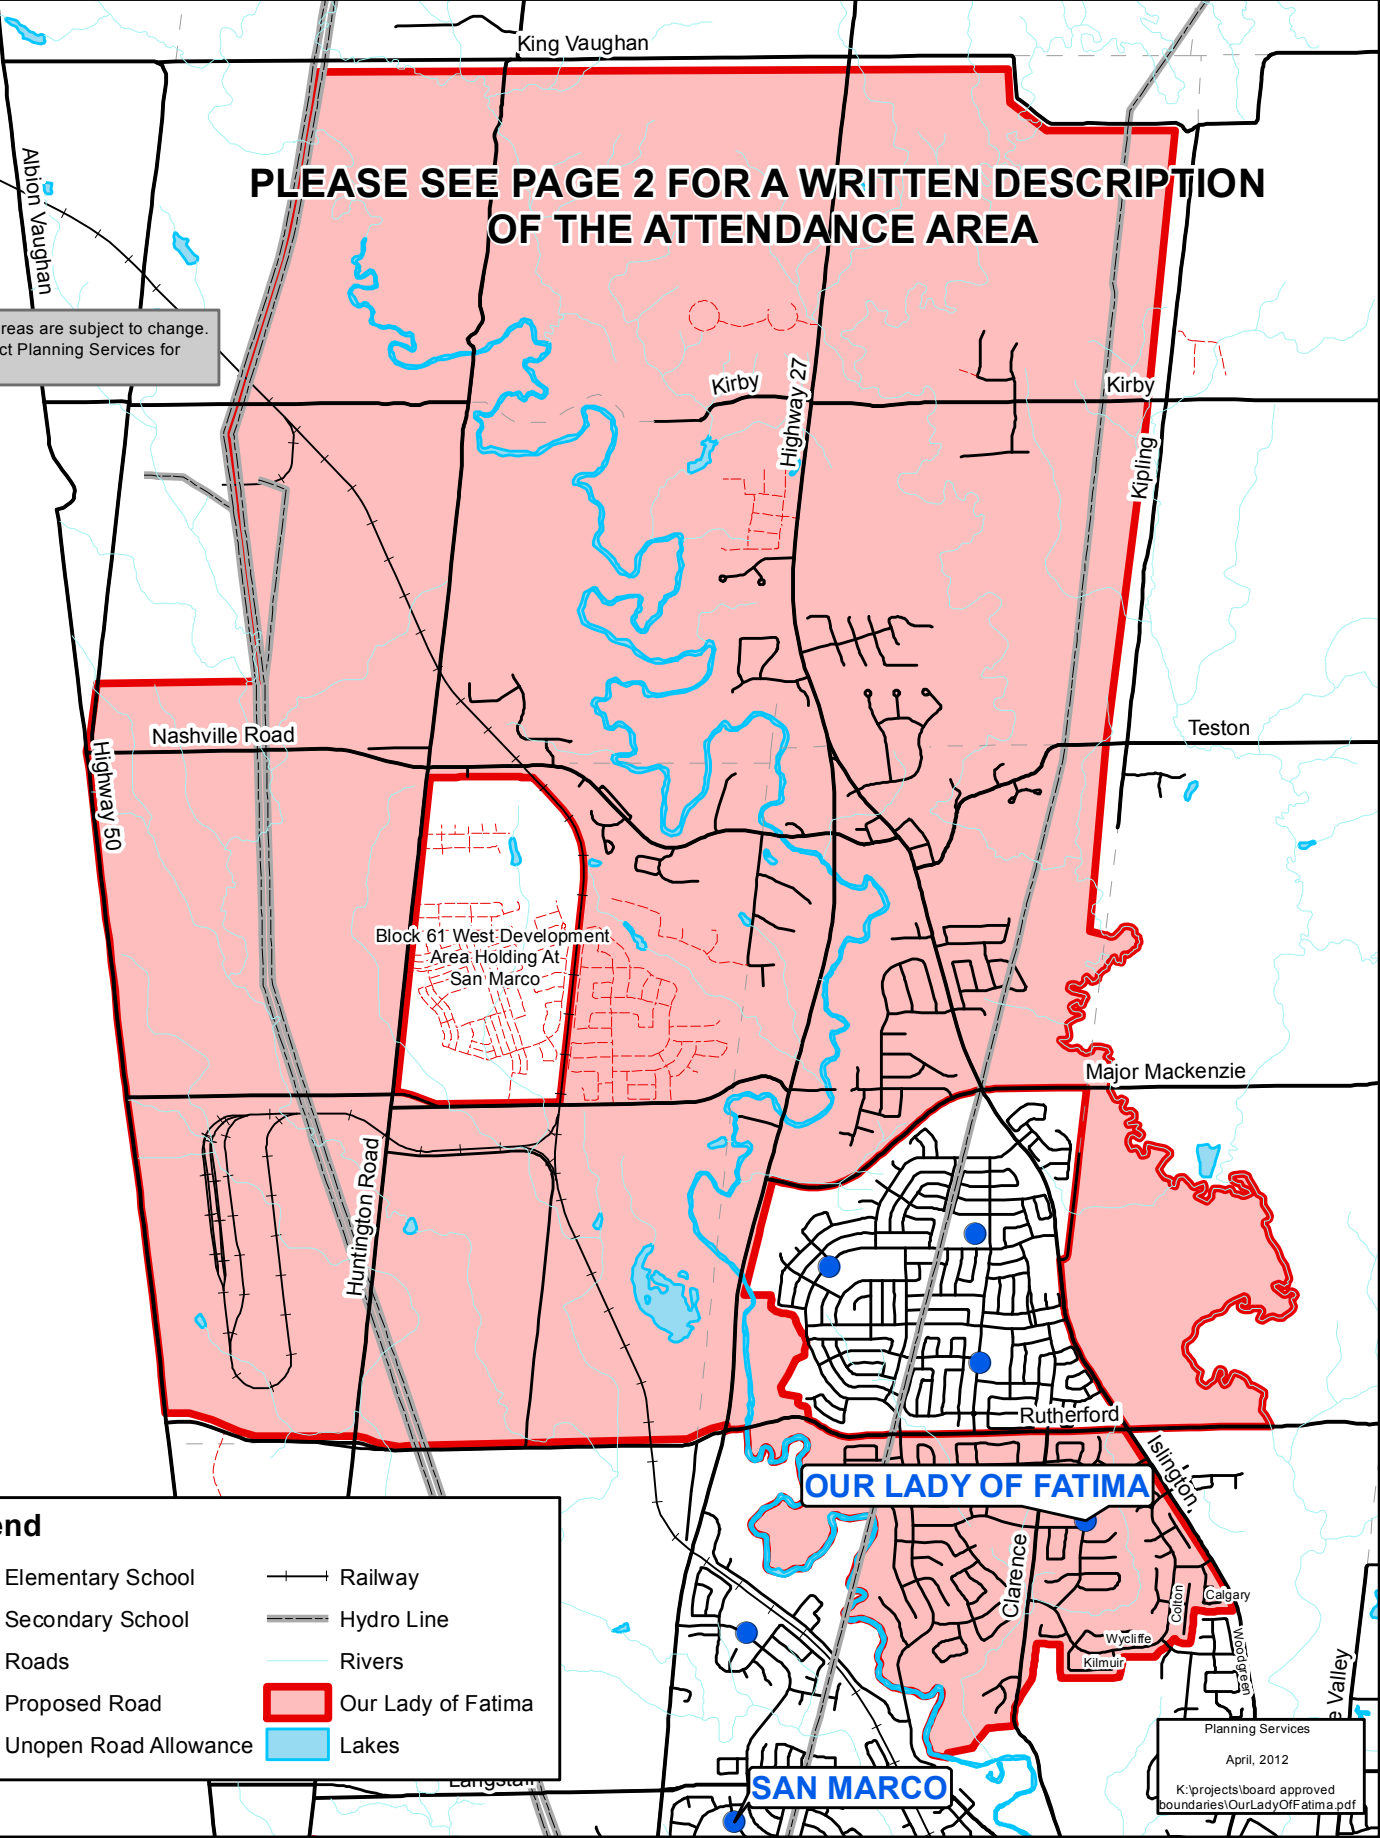 King Vaughan
Albion Vaughan
PLEASE SEE PAGE 2 FOR A WRITTEN DESCRIPTION
OF THE ATTENDANCE AREA
reas are subject to change.
ct Planning Services for
Kirby
Highway 27
Kirby
Kipling
Nashville Road
Teston
Highway 50
Block 61 West Development
Area Holding At
San Marco
Major Mackenzie
Huntington Road
Rutherford
Islington
OUR LADY OF FATIMA
Clarence
Colton
Calgary
Wycliffe
Kilmuir
Woodgreen
e Valley
end
Elementary School
Railway
Secondary School
Hydro Line
Roads
Rivers
Proposed Road
Our Lady of Fatima
Unopen Road Allowance
Lakes
Langstaff
SAN MARCO
Planning Services
April, 2012
K:\projects\board approved
boundaries\OurLadyOfFatima.pdf